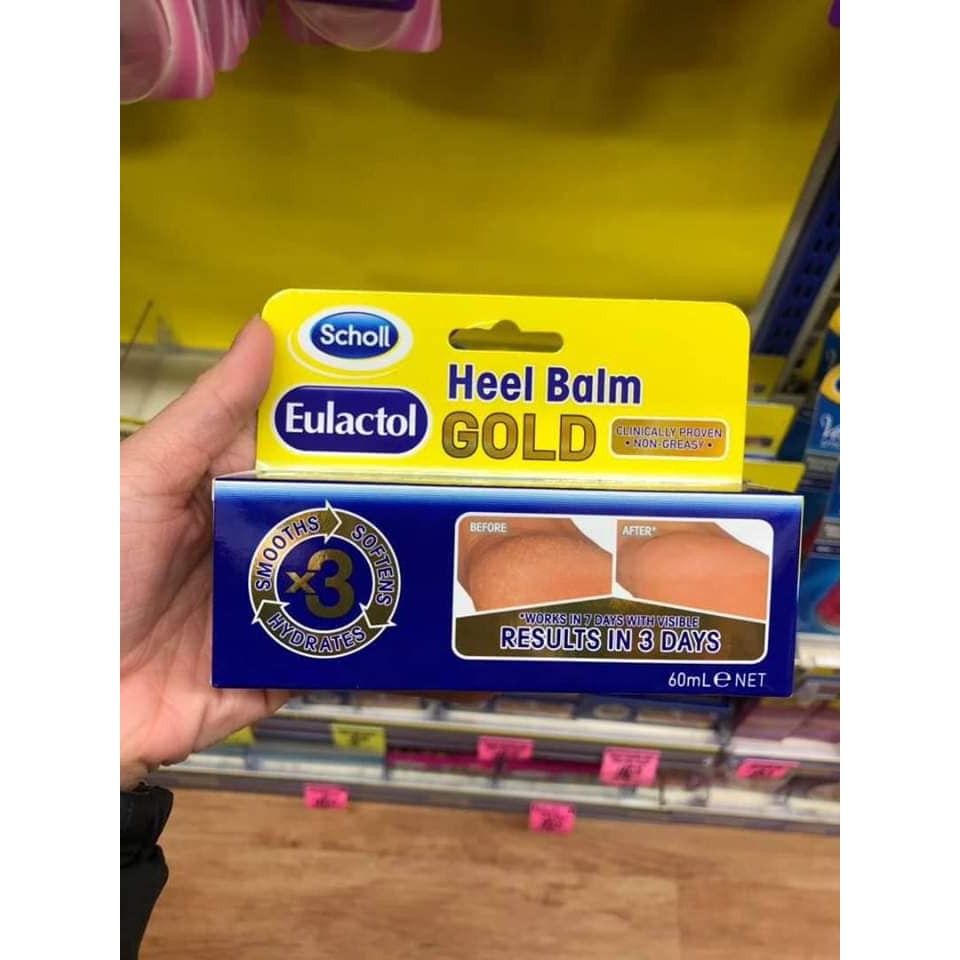 Scholl
Eulactol
Heel Balm
GOLD
CLINICALLY PROVEN
• NON-GREASY •
SMOOTHS
SOFTENS
HYDRATES
x3
BEFORE
AFTER*
*WORKS IN 7 DAYS WITH VISIBLE
RESULTS IN 3 DAYS
60mL e NET